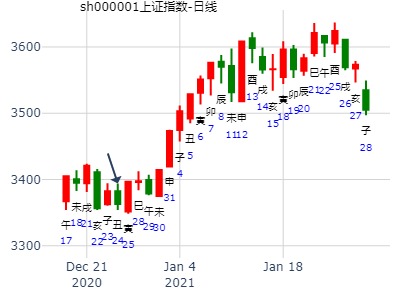 sh000001上证指数-日线
3600
3500
3400
3300
午
17
未
18
戌
21
亥
22
子
23
丑
24
寅
25
巳
28
午
29
未
30
申
31
子
4
丑
5
寅
6
卯
7
辰
8
未
11
申
12
酉
13
戌
14
亥
15
寅
18
卯
19
辰
20
巳
21
午
22
酉
25
戌
26
亥
27
子
28
Dec 21
2020
Jan 4
2021
Jan 18